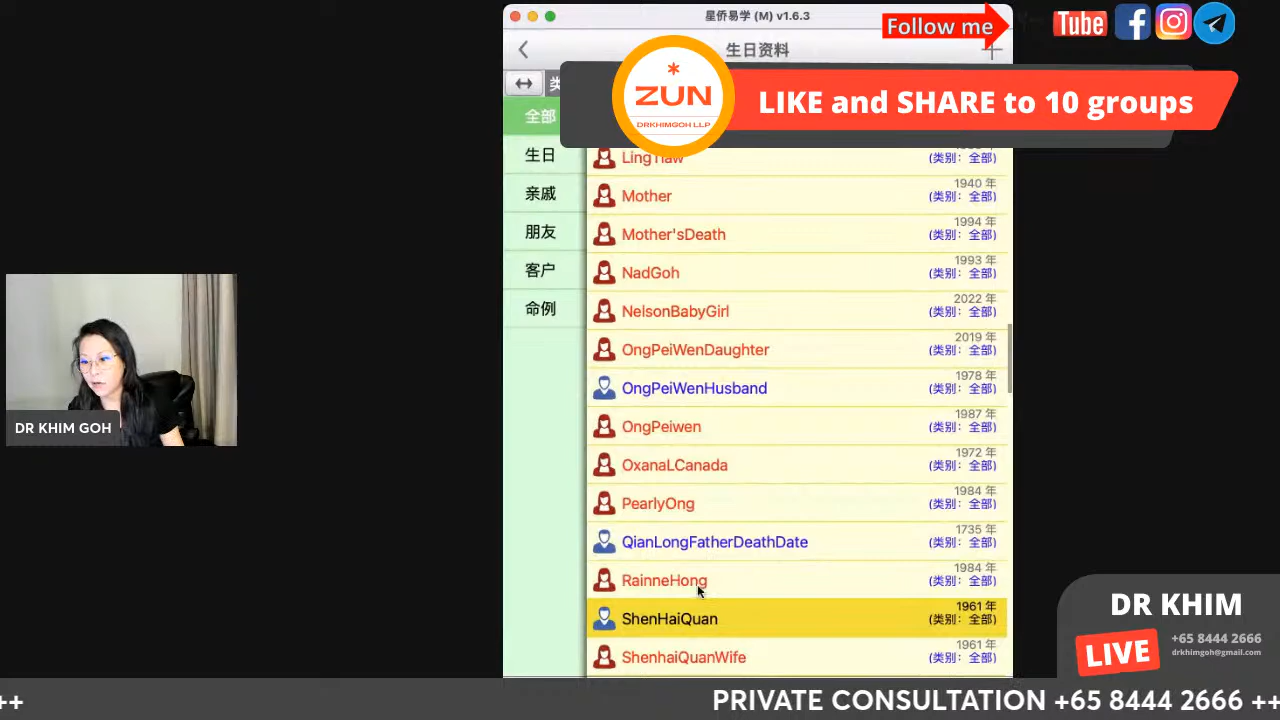 星侨易学 (M) v1.6.3
Follow me
Tube
生日资料
类
ZUN
DRKHIMGOH LLP
LIKE and SHARE to 10 groups
全部
生日
亲戚
朋友
客户
命例
(类别：全部)
Mother
1940 年
(类别：全部)
Mother'sDeath
1994 年
(类别：全部)
NadGoh
1993 年
(类别：全部)
NelsonBabyGirl
2022 年
(类别：全部)
OngPeiWenDaughter
2019 年
(类别：全部)
OngPeiWenHusband
1978 年
(类别：全部)
OngPeiwen
1987 年
(类别：全部)
OxanaLCanada
1972 年
(类别：全部)
PearlyOng
1984 年
(类别：全部)
QianLongFatherDeathDate
1735 年
(类别：全部)
RainneHong
1984 年
(类别：全部)
ShenHaiQuan
1961 年
(类别：全部)
ShenhaiQuanWife
1961 年
(类别：全部)
DR KHIM GOH
DR KHIM
LIVE
+65 8444 2666
drkhimgoh@gmail.com
++
PRIVATE CONSULTATION +65 8444 2666 ++